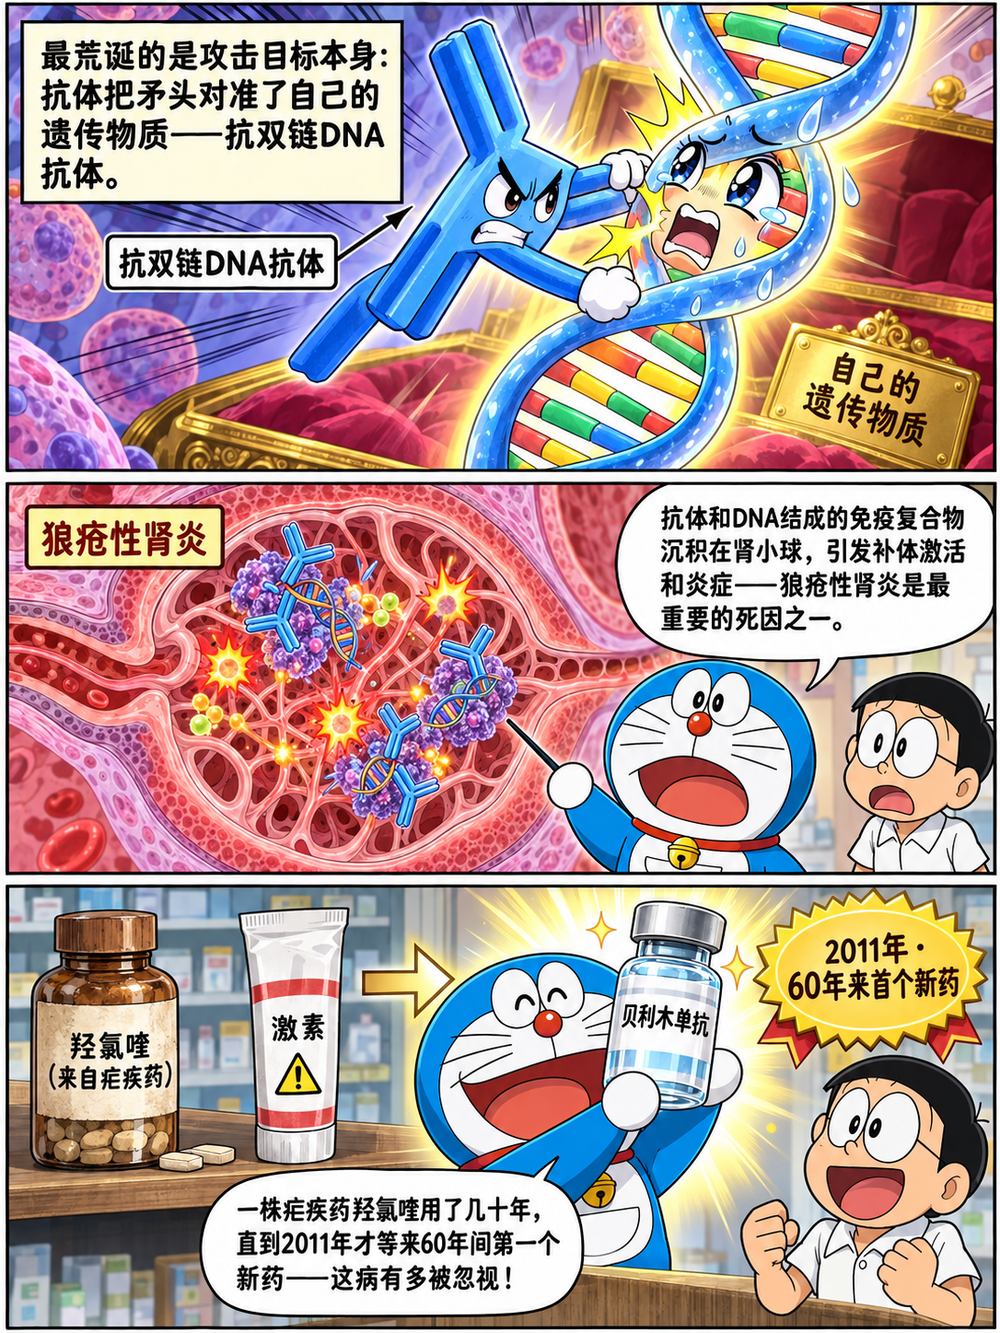 最荒诞的是攻击目标本身：
抗体把矛头对准了自己的
遗传物质——抗双链DNA
抗体。
抗双链DNA抗体
自己的
遗传物质
狼疮性肾炎
抗体和DNA结成的免疫复合物
沉积在肾小球，引发补体激活
和炎症——狼疮性肾炎是最
重要的死因之一。
羟氯喹
（来自疟疾药）
激素
贝利木单抗
2011年·
60年来首个新药
一株疟疾药羟氯喹用了几十年，
直到2011年才等来60年间第一个
新药——这病有多被忽视！